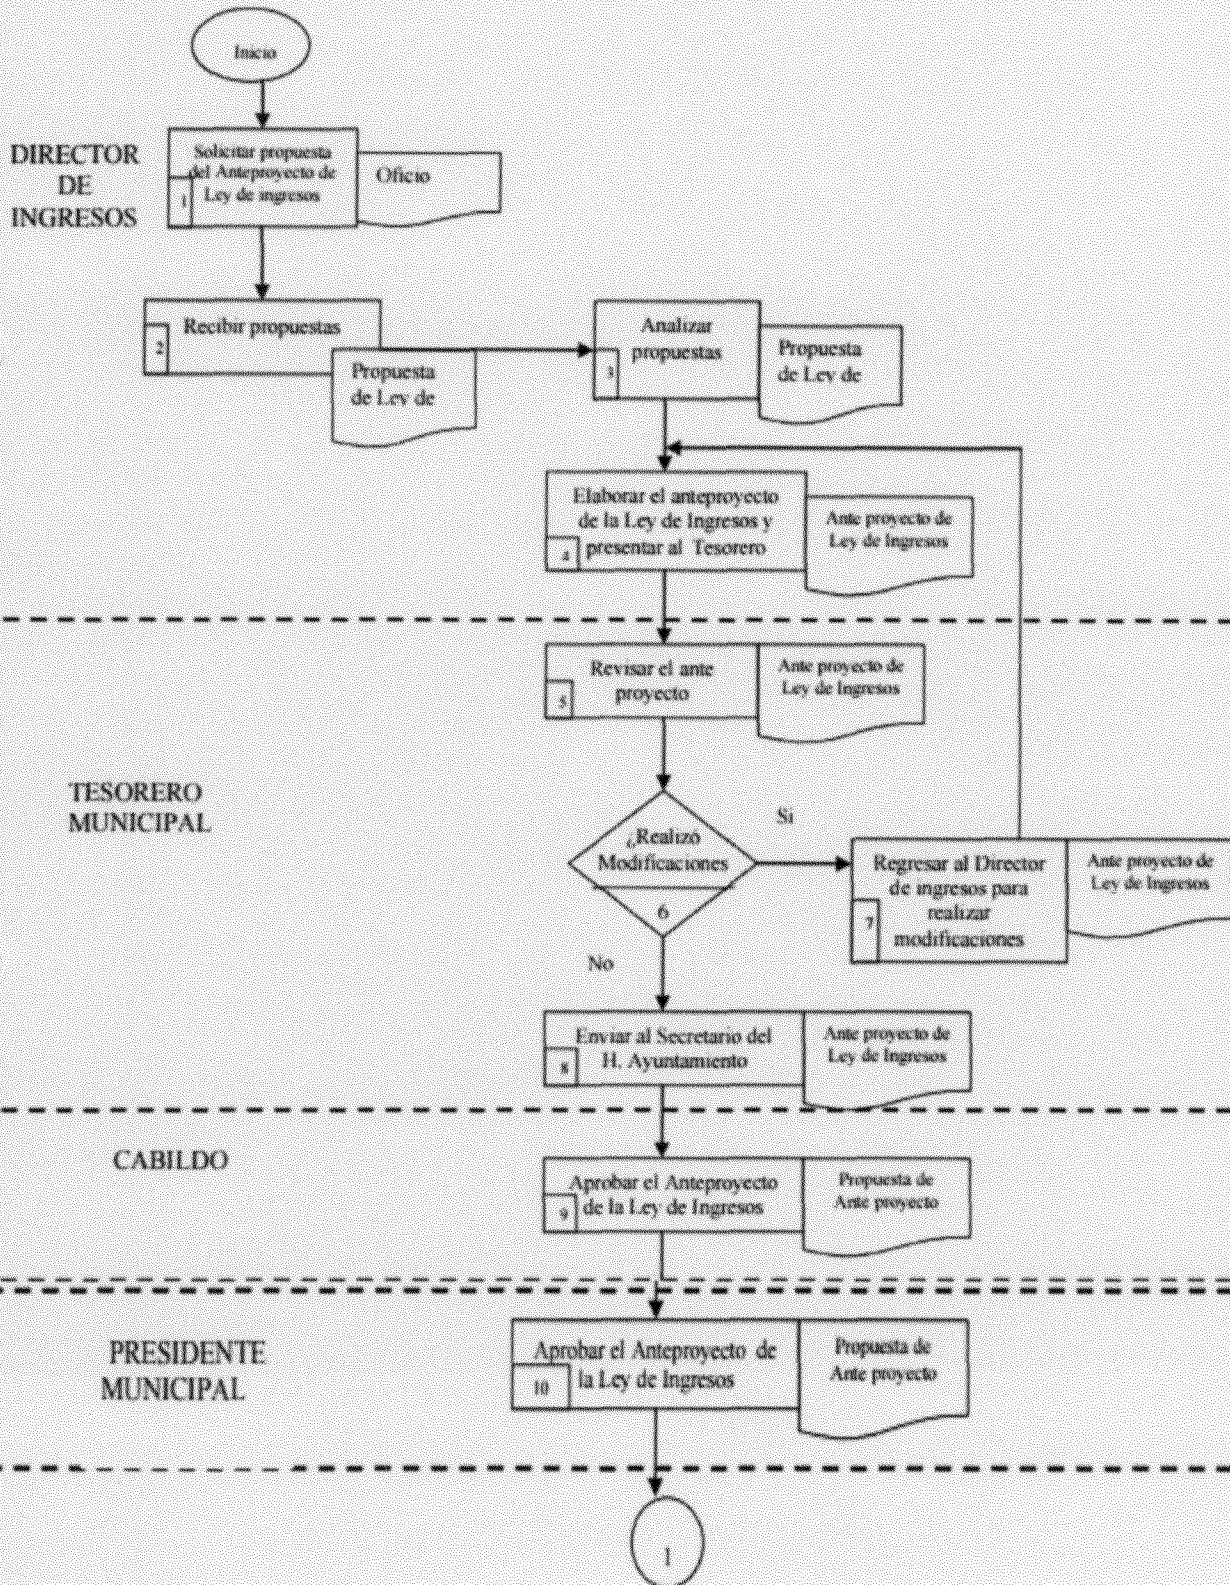 Inicio
DIRECTOR
DE
INGRESOS
Solicitar propuesta
del Anteproyecto de
Ley de ingresos
1
Oficio
Recibir propuestas
2
Propuesta
de Ley de
Analizar
propuestas
3
Propuesta
de Ley de
Elaborar el anteproyecto
de la Ley de Ingresos y
presentar al Tesorero
4
Ante proyecto de
Ley de Ingresos
TESORERO
MUNICIPAL
Revisar el ante
proyecto
5
Ante proyecto de
Ley de Ingresos
¿Realizó
Modificaciones
6
Si
No
Regresar al Director
de ingresos para
realizar
modificaciones
7
Ante proyecto de
Ley de Ingresos
Enviar al Secretario del
H. Ayuntamiento
8
Ante proyecto de
Ley de Ingresos
CABILDO
Aprobar el Anteproyecto
de la Ley de Ingresos
9
Propuesta de
Ante proyecto
PRESIDENTE
MUNICIPAL
Aprobar el Anteproyecto de
la Ley de Ingresos
10
Propuesta de
Ante proyecto
1